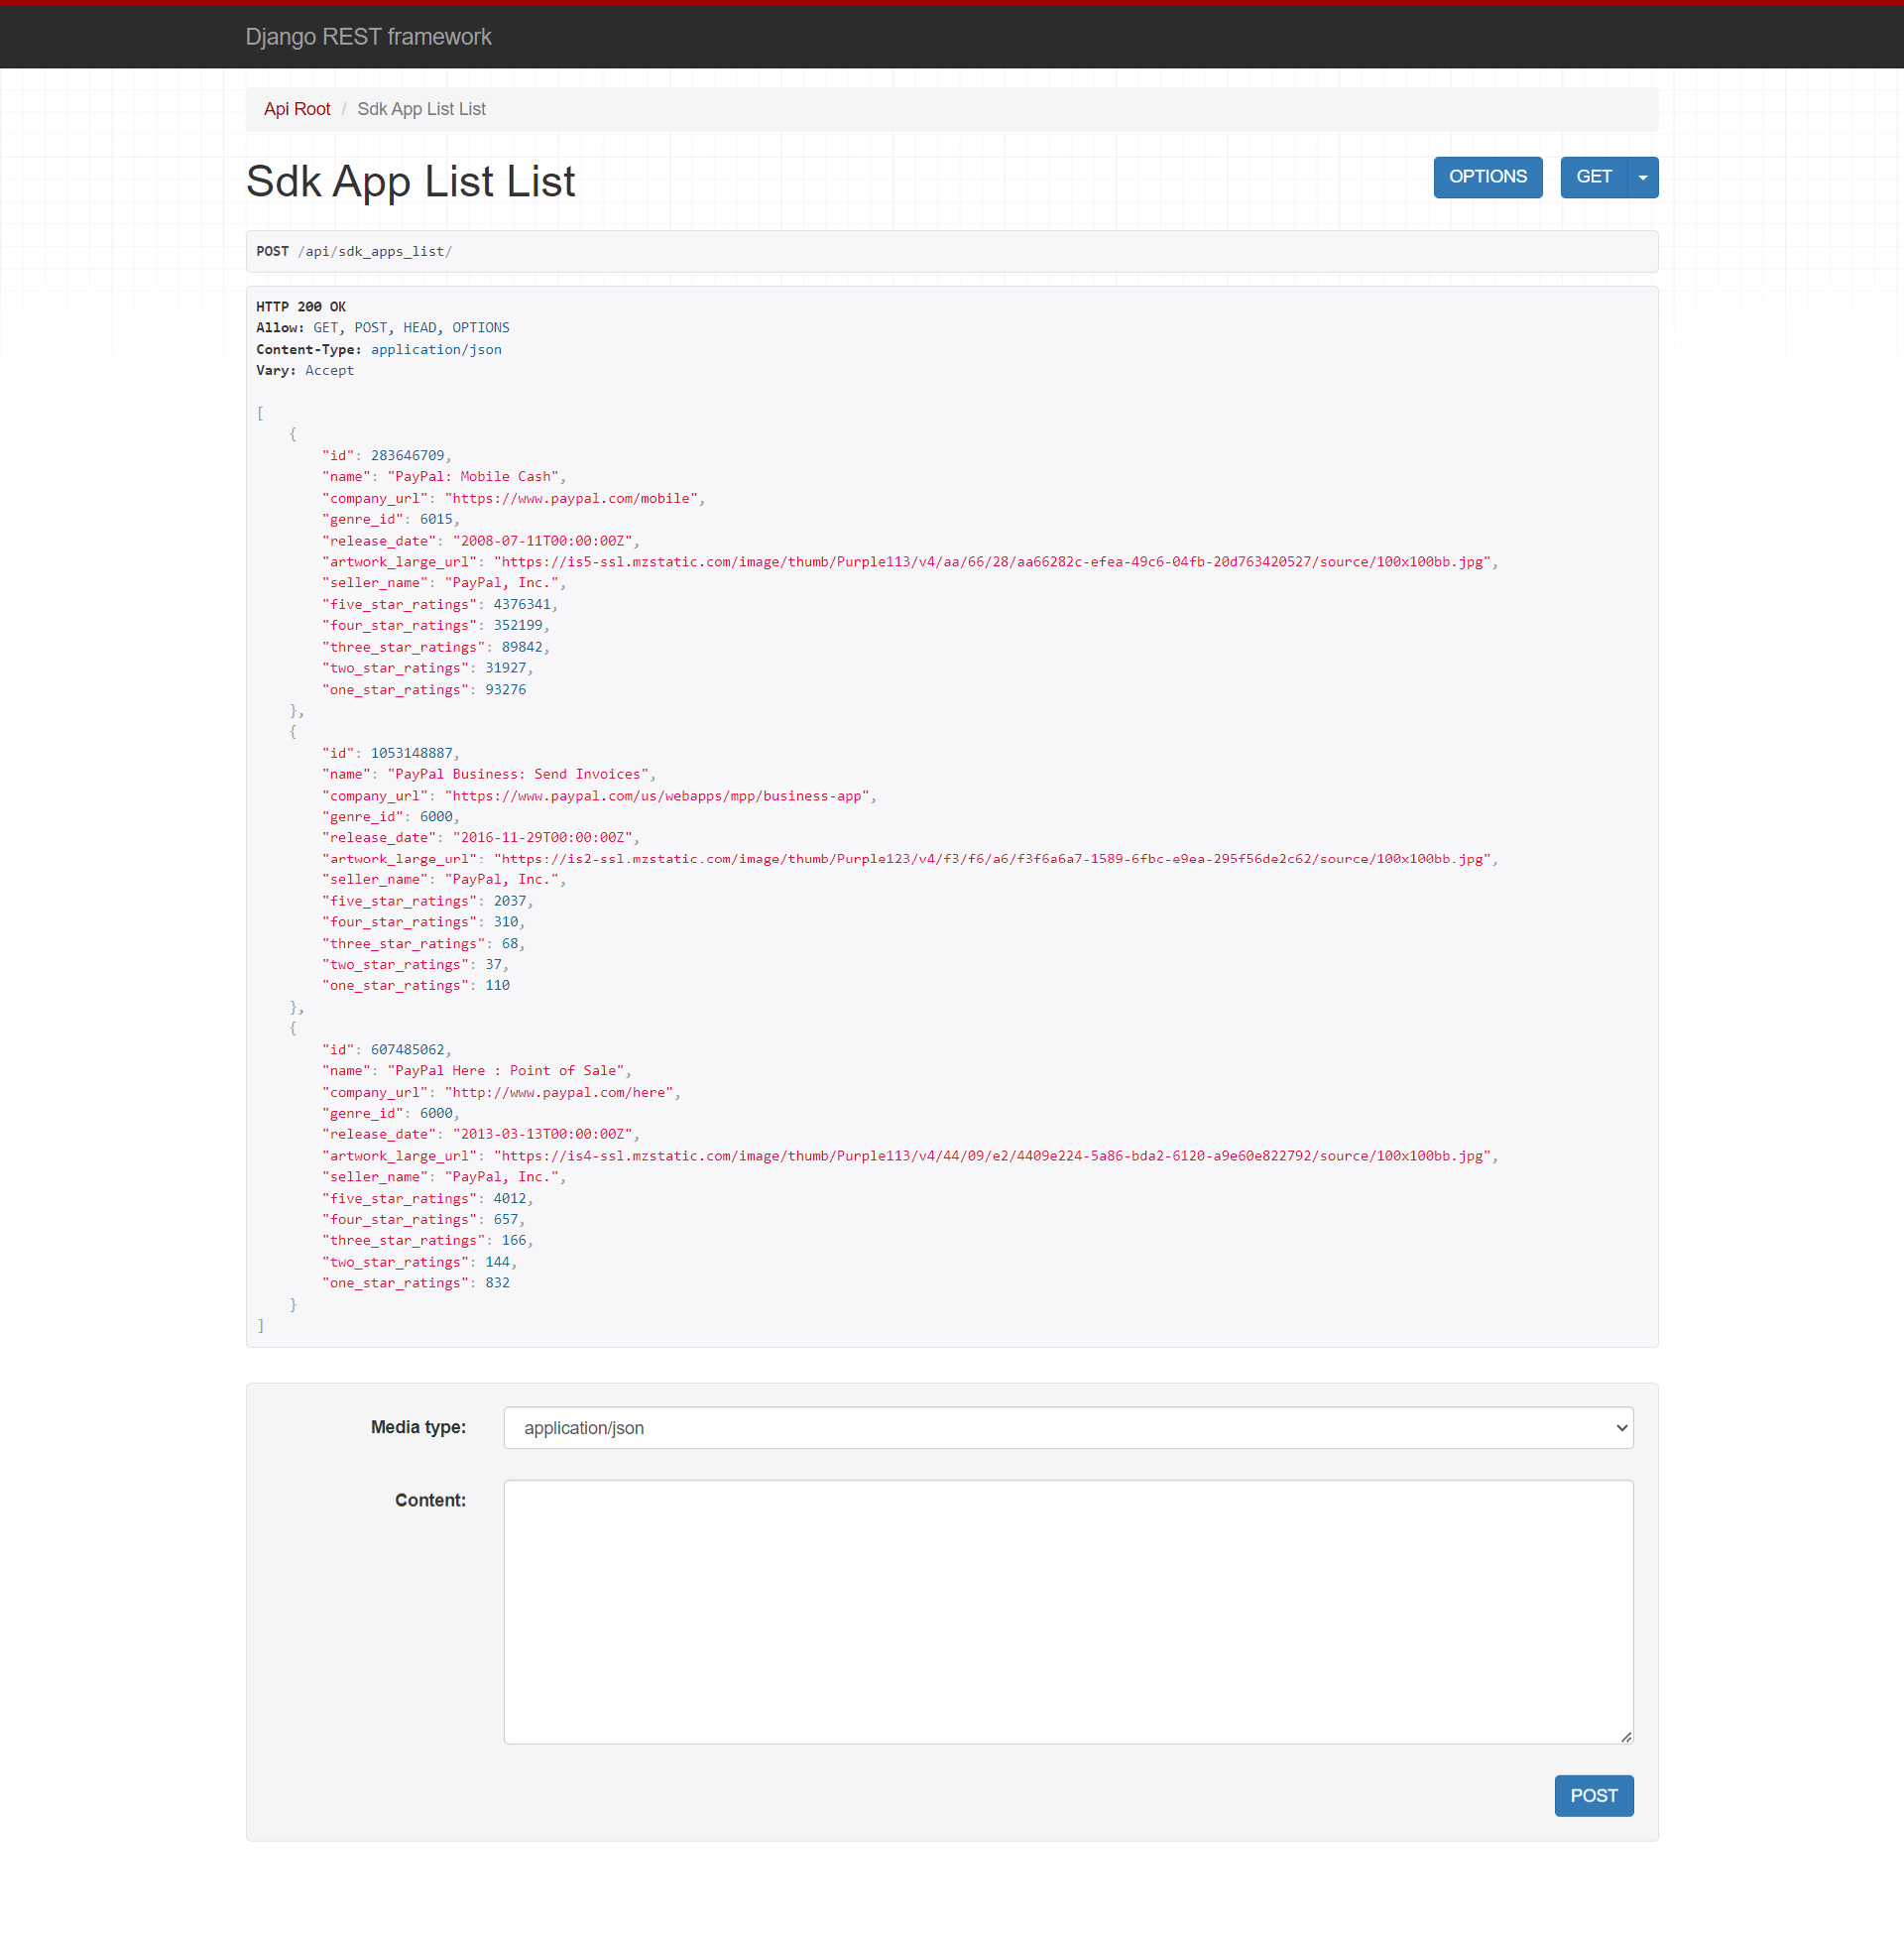 Django REST framework
Api Root / Sdk App List List
Sdk App List List
OPTIONS
GET
POST /api/sdk_apps_list/
HTTP 200 OK
Allow: GET, POST, HEAD, OPTIONS
Content-Type: application/json
Vary: Accept
[
    {
        "id": 283646709,
        "name": "PayPal: Mobile Cash",
        "company_url": "https://www.paypal.com/mobile",
        "genre_id": 6015,
        "release_date": "2008-07-11T00:00:00Z",
        "artwork_large_url": "https://is5-ssl.mzstatic.com/image/thumb/Purple113/v4/aa/66/28/aa66282c-efea-49c6-04fb-20d763420527/source/100x100bb.jpg",
        "seller_name": "PayPal, Inc.",
        "five_star_ratings": 4376341,
        "four_star_ratings": 352199,
        "three_star_ratings": 89842,
        "two_star_ratings": 31927,
        "one_star_ratings": 93276
    },
    {
        "id": 1053148887,
        "name": "PayPal Business: Send Invoices",
        "company_url": "https://www.paypal.com/us/webapps/mpp/business-app",
        "genre_id": 6000,
        "release_date": "2016-11-29T00:00:00Z",
        "artwork_large_url": "https://is2-ssl.mzstatic.com/image/thumb/Purple123/v4/f3/f6/a6/f3f6a6a7-1589-6fbc-e9ea-295f56de2c62/source/100x100bb.jpg",
        "seller_name": "PayPal, Inc.",
        "five_star_ratings": 2037,
        "four_star_ratings": 310,
        "three_star_ratings": 68,
        "two_star_ratings": 37,
        "one_star_ratings": 110
    },
    {
        "id": 607485062,
        "name": "PayPal Here : Point of Sale",
        "company_url": "http://www.paypal.com/here",
        "genre_id": 6000,
        "release_date": "2013-03-13T00:00:00Z",
        "artwork_large_url": "https://is4-ssl.mzstatic.com/image/thumb/Purple113/v4/44/09/e2/4409e224-5a86-bda2-6120-a9e60e822792/source/100x100bb.jpg",
        "seller_name": "PayPal, Inc.",
        "five_star_ratings": 4012,
        "four_star_ratings": 657,
        "three_star_ratings": 166,
        "two_star_ratings": 144,
        "one_star_ratings": 832
    }
]
Media type: application/json
Content:
POST